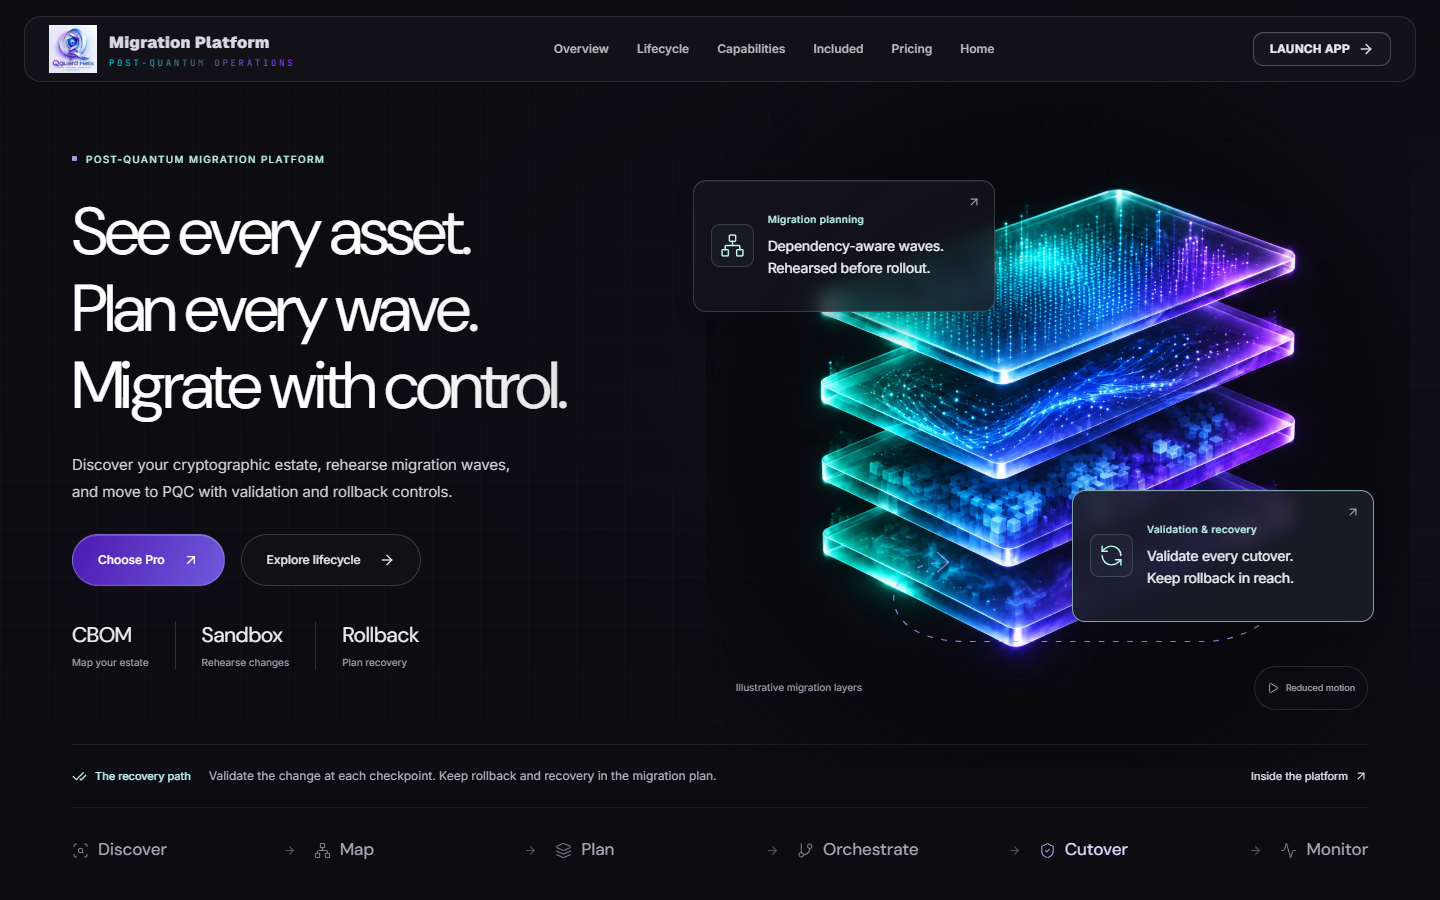 Qguard Helix
Migration Platform
POST-QUANTUM OPERATIONS
Overview
Lifecycle
Capabilities
Included
Pricing
Home
LAUNCH APP
POST-QUANTUM MIGRATION PLATFORM
See every asset.
Plan every wave.
Migrate with control.
Discover your cryptographic estate, rehearse migration waves,
and move to PQC with validation and rollback controls.
Choose Pro
Explore lifecycle
CBOM
Map your estate
Sandbox
Rehearse changes
Rollback
Plan recovery
Migration planning
Dependency-aware waves.
Rehearsed before rollout.
Validation & recovery
Validate every cutover.
Keep rollback in reach.
Illustrative migration layers
Reduced motion
The recovery path
Validate the change at each checkpoint. Keep rollback and recovery in the migration plan.
Inside the platform
Discover
Map
Plan
Orchestrate
Cutover
Monitor